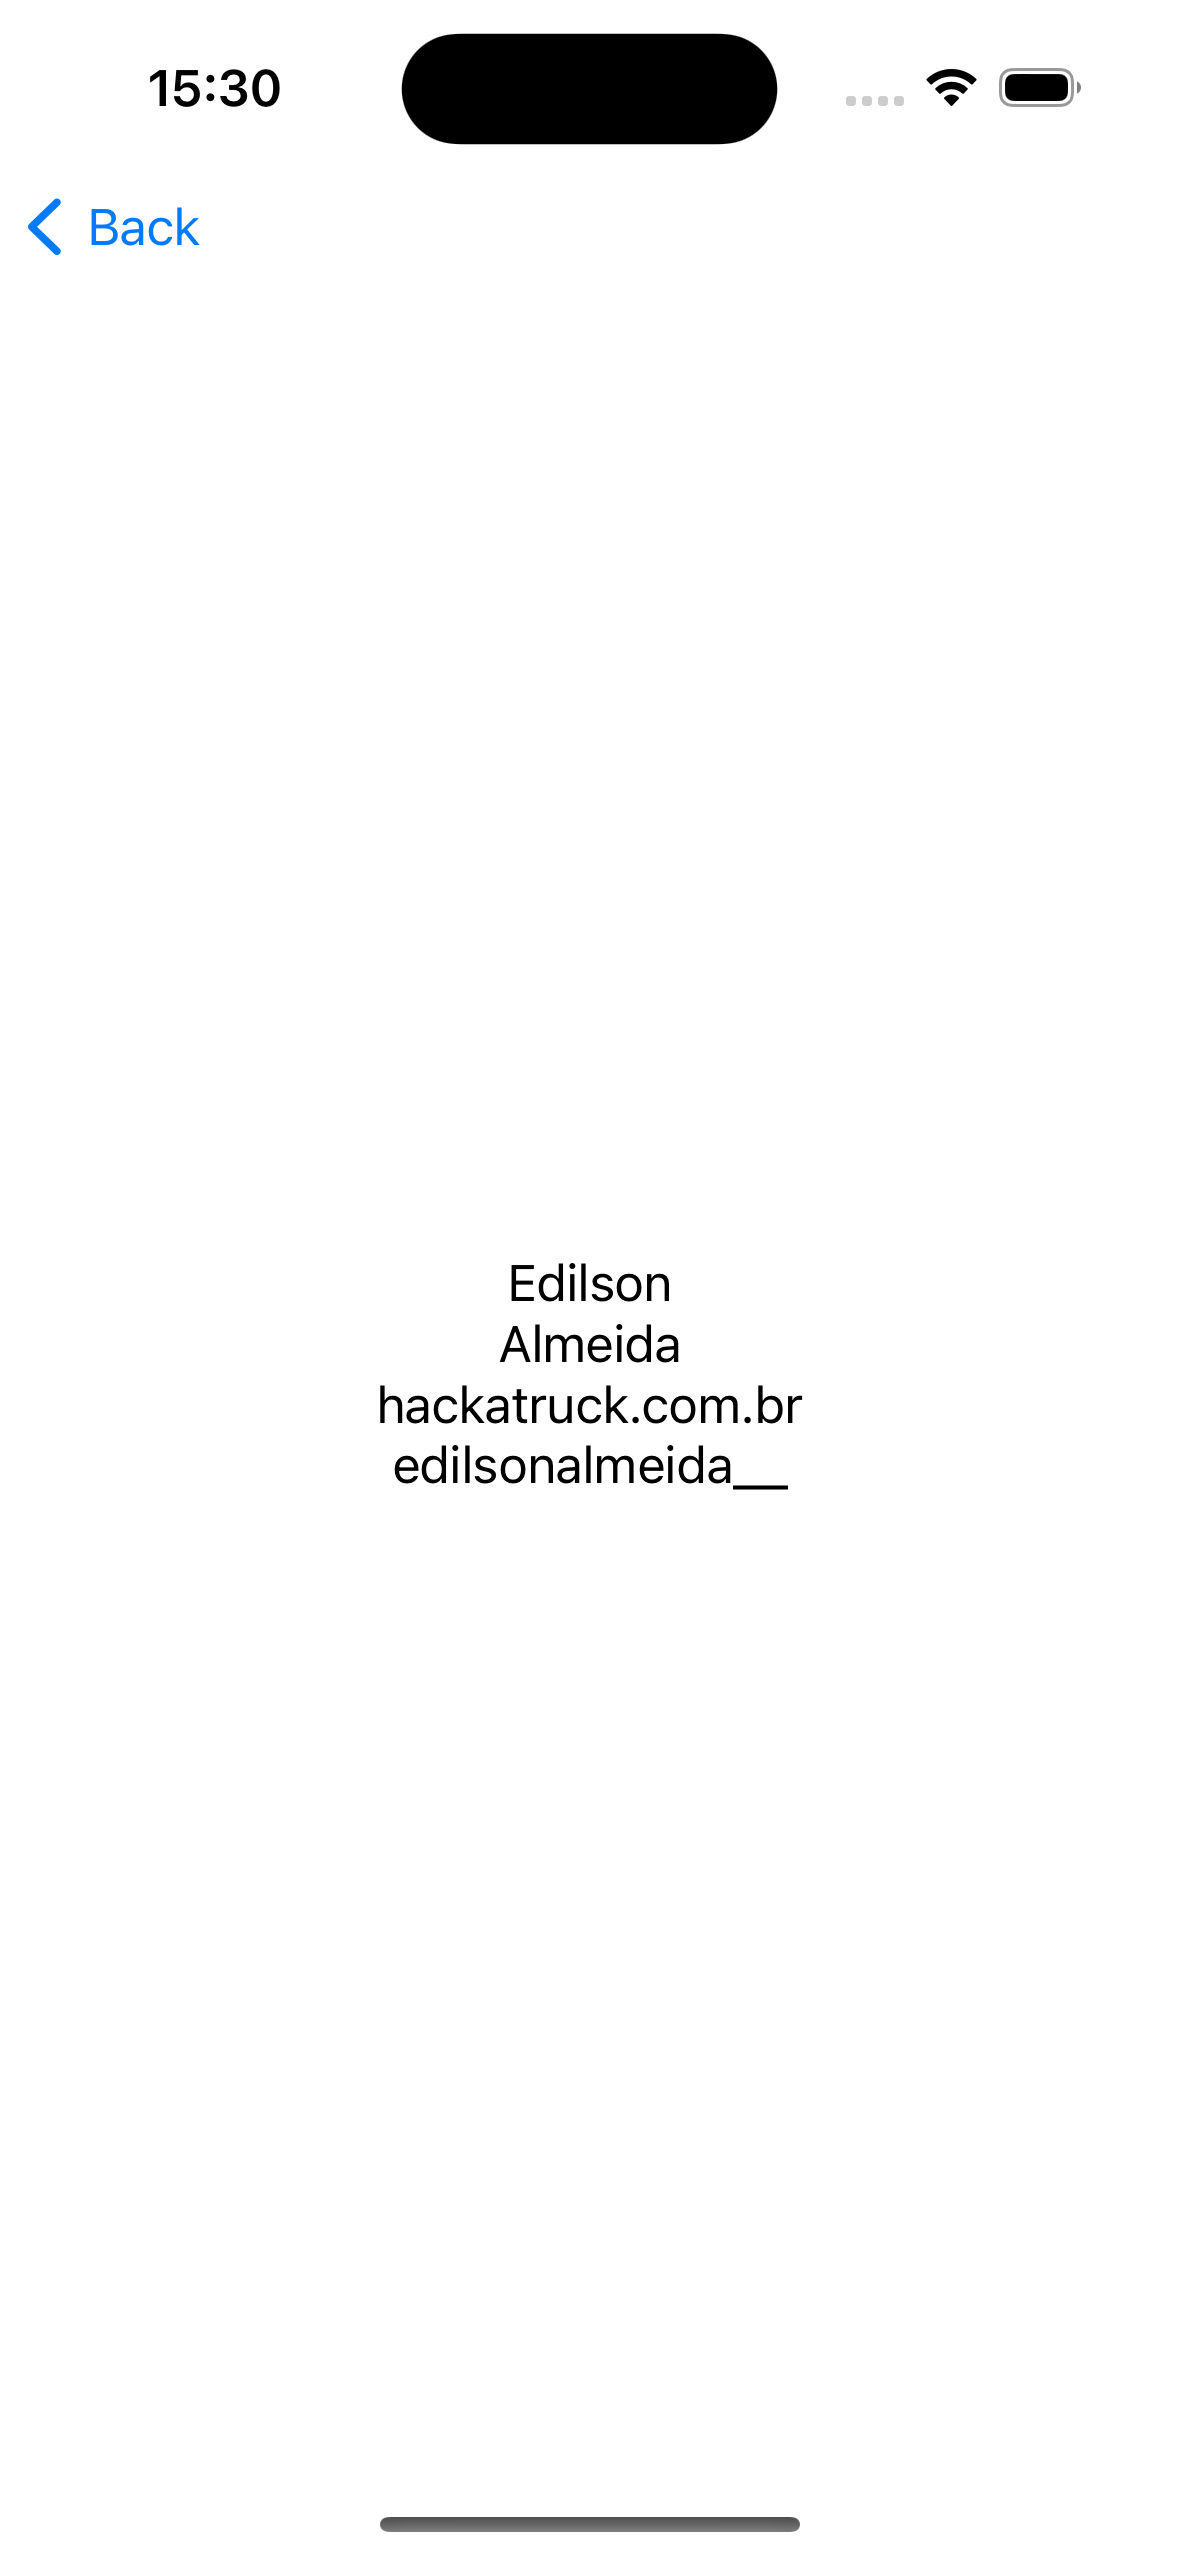 15:30
Back
Edilson
Almeida
hackatruck.com.br
edilsonalmeida__